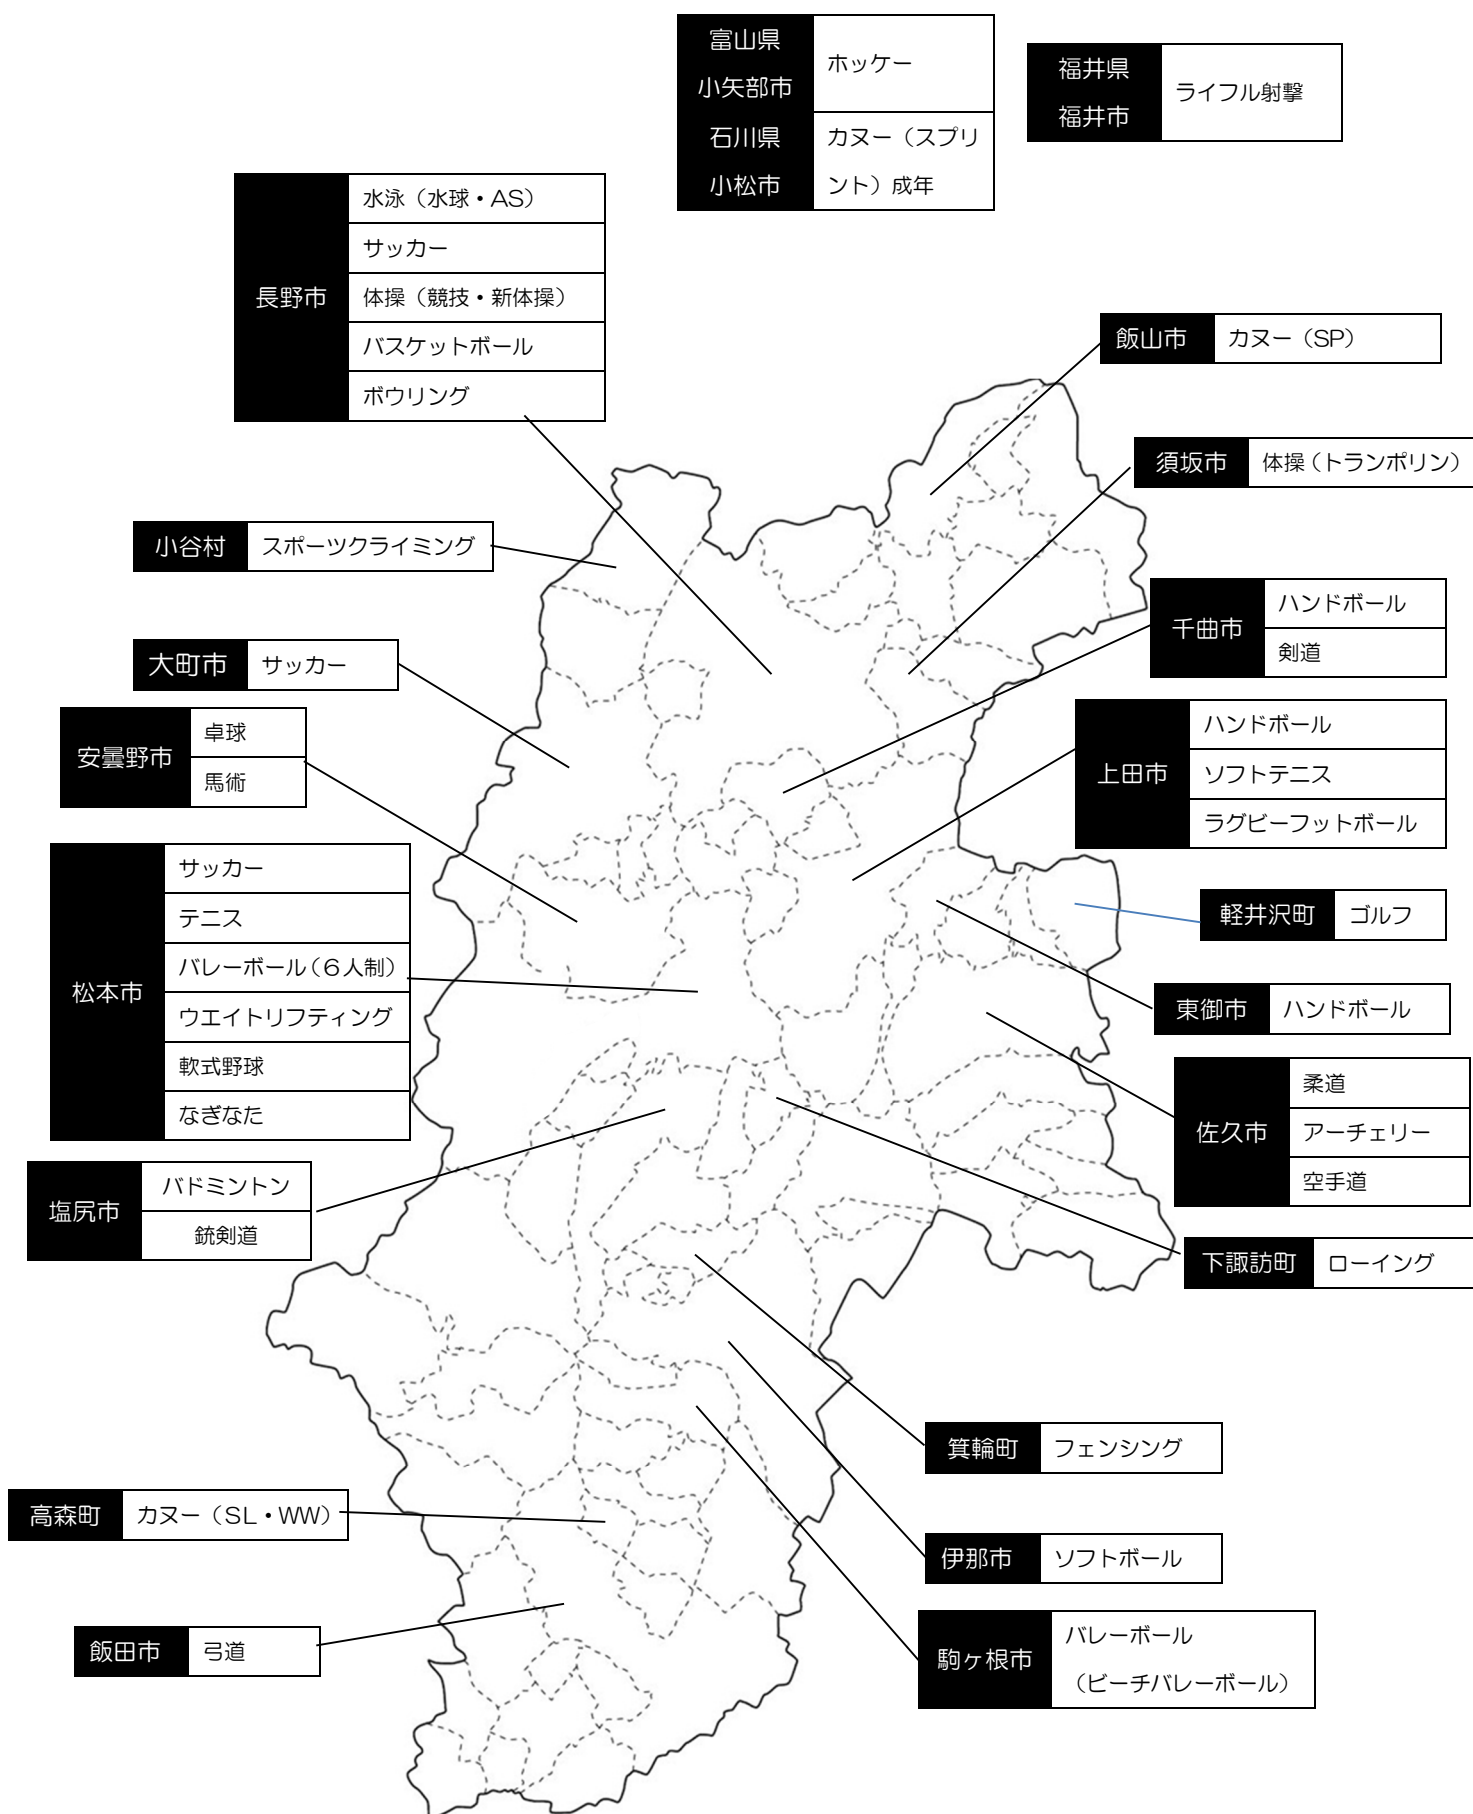 富山県
小矢部市
ホッケー
石川県
小松市
カヌー（スプリ
ント）成年
福井県
福井市
ライフル射撃
長野市
水泳（水球・AS）
サッカー
体操（競技・新体操）
バスケットボール
ボウリング
飯山市
カヌー（SP）
須坂市
体操（トランポリン）
小谷村
スポーツクライミング
千曲市
ハンドボール
剣道
大町市
サッカー
安曇野市
卓球
馬術
上田市
ハンドボール
ソフトテニス
ラグビーフットボール
松本市
サッカー
テニス
バレーボール（６人制）
ウエイトリフティング
軟式野球
なぎなた
軽井沢町
ゴルフ
東御市
ハンドボール
佐久市
柔道
アーチェリー
空手道
塩尻市
バドミントン
銃剣道
下諏訪町
ローイング
箕輪町
フェンシング
高森町
カヌー（SL・WW）
伊那市
ソフトボール
飯田市
弓道
駒ヶ根市
バレーボール
（ビーチバレーボール）